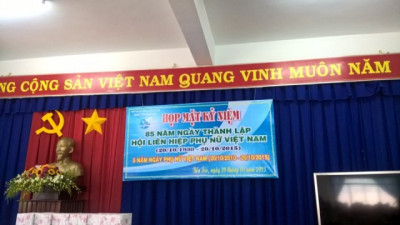 NG CỘNG SẢN VIỆT NAM QUANG VINH MUÔN NĂM
HỌP MẶT KỶ NIỆM
85 NĂM NGÀY THÀNH LẬP
HỘI LIÊN HIỆP PHỤ NỮ VIỆT NAM
(20/10/1930 - 20/10/2015)
5 NĂM NGÀY PHỤ NỮ VIỆT NAM (20/10/2010 - 20/10/2015)